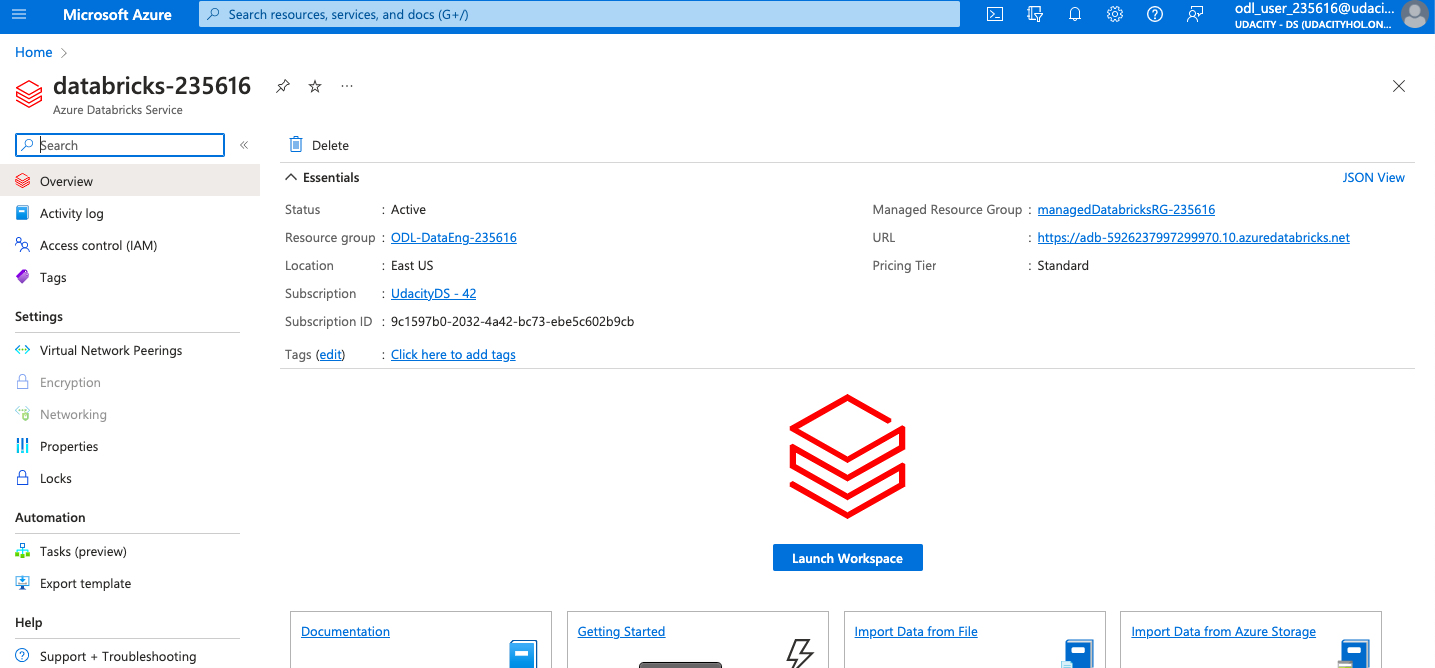 Microsoft Azure
Search resources, services, and docs (G+/)
odl_user_235616@udaci...
UDACITY - DS (UDACITYHOL.ON...
Home
databricks-235616
Azure Databricks Service
Search
Overview
Activity log
Access control (IAM)
Tags
Settings
Virtual Network Peerings
Encryption
Networking
Properties
Locks
Automation
Tasks (preview)
Export template
Help
Support + Troubleshooting
Delete
Essentials
JSON View
Status : Active
Resource group : ODL-DataEng-235616
Location : East US
Subscription : UdacityDS - 42
Subscription ID : 9c1597b0-2032-4a42-bc73-ebe5c602b9cb
Tags (edit) : Click here to add tags
Managed Resource Group : managedDatabricksRG-235616
URL : https://adb-5926237997299970.10.azuredatabricks.net
Pricing Tier : Standard
Launch Workspace
Documentation
Getting Started
Import Data from File
Import Data from Azure Storage